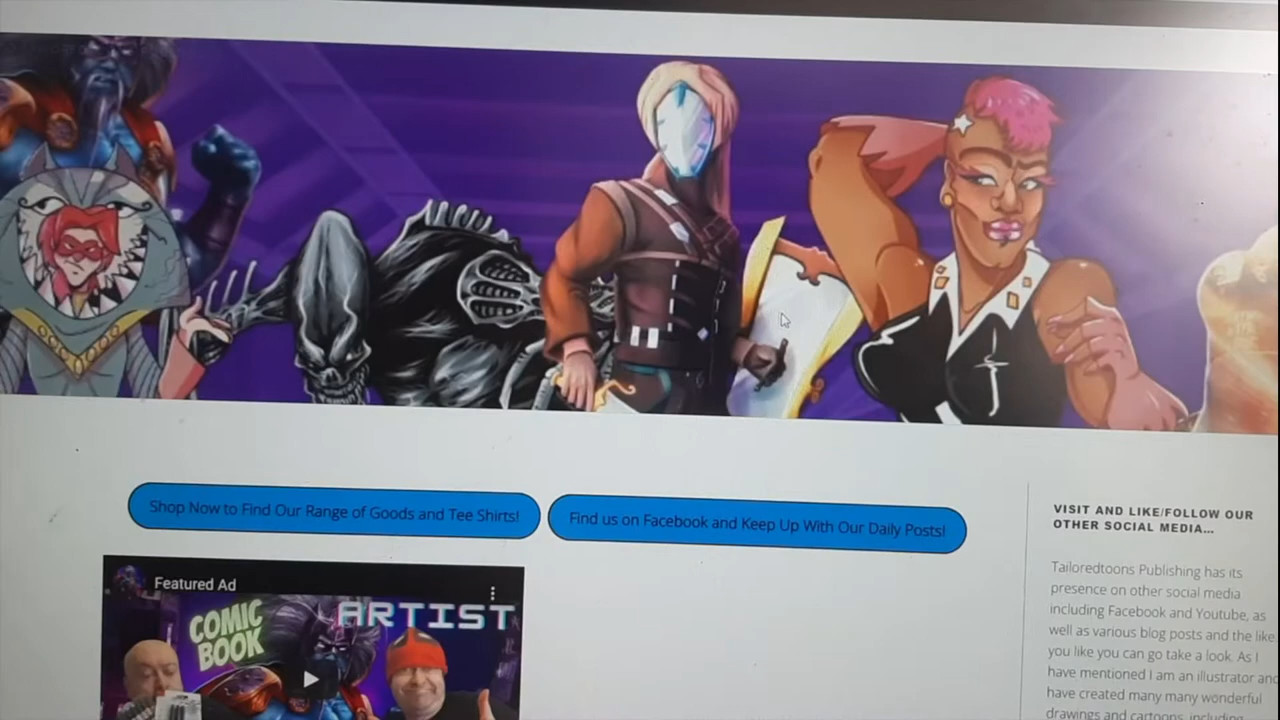 Shop Now to Find Our Range of Goods and Tee Shirts!
Find us on Facebook and Keep Up With Our Daily Posts!
Featured Ad
COMIC
BOOK
ARTIST
VISIT AND LIKE/FOLLOW OUR
OTHER SOCIAL MEDIA...
Tailoredtoons Publishing has its
presence on other social media
including Facebook and Youtube, as
well as various blog posts and the like
you like you can go take a look. As I
have mentioned I am an illustrator and
have created many many wonderful
drawings and cartoons, including